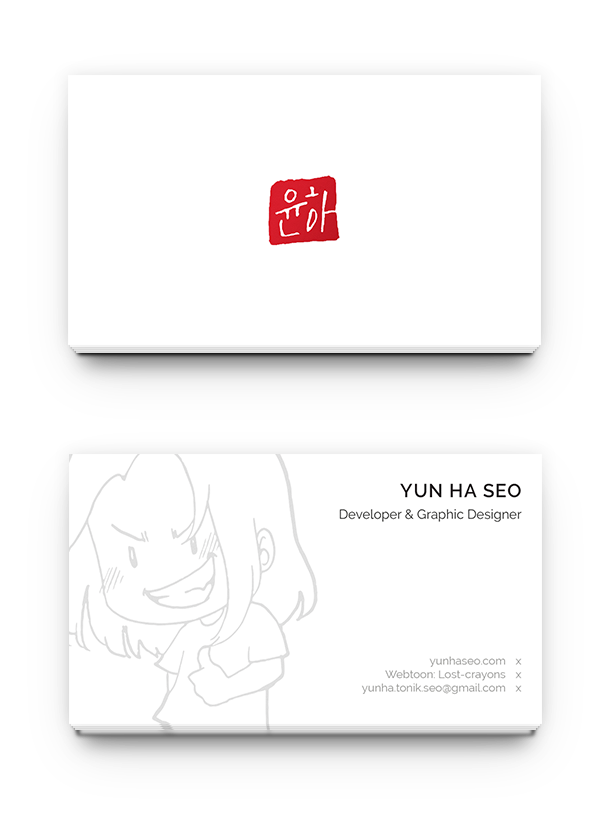 윤하
YUN HA SEO
Developer & Graphic Designer
yunhaseo.com x
Webtoon: Lost-crayons x
yunha.tonik.seo@gmail.com x